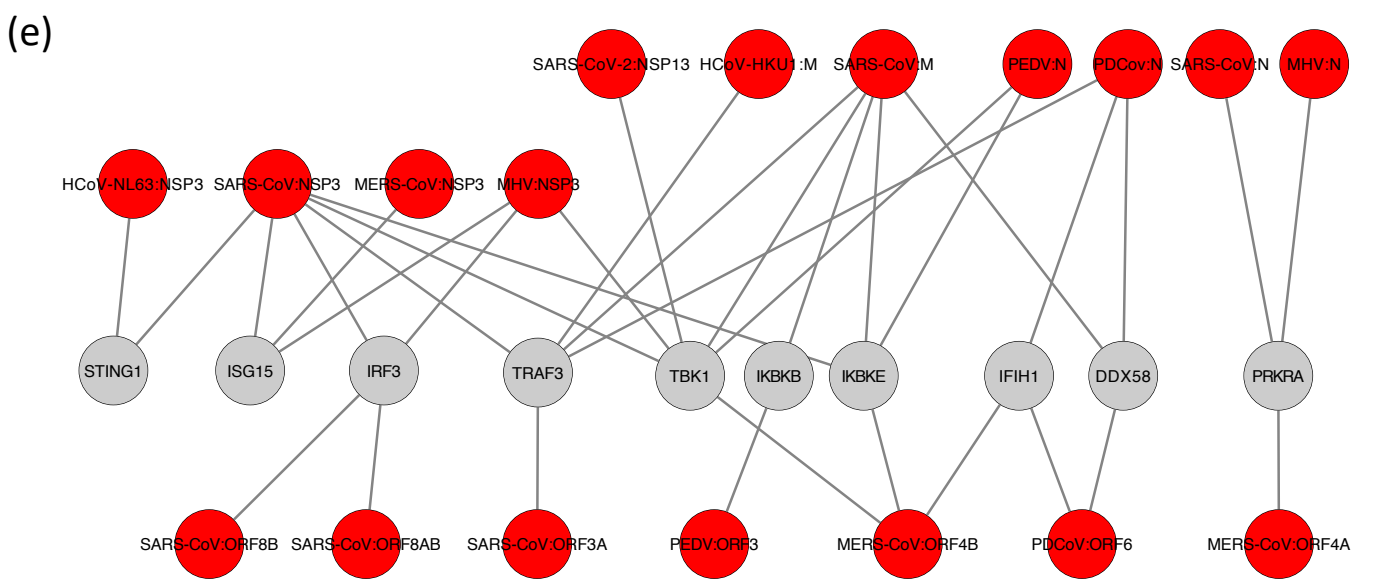 (e)
SARS-CoV-2:NSP13 HCoV-HKU1:M SARS-CoV:M PEDV:N PDCov:N SARS-CoV:N MHV:N
HCoV-NL63:NSP3 SARS-CoV:NSP3 MERS-CoV:NSP3 MHV:NSP3
STING1 ISG15 IRF3 TRAF3 TBK1 IKBKB IKBKE IFIH1 DDX58 PRKRA
SARS-CoV:ORF8B SARS-CoV:ORF8AB SARS-CoV:ORF3A PEDV:ORF3 MERS-CoV:ORF4B PDCoV:ORF6 MERS-CoV:ORF4A